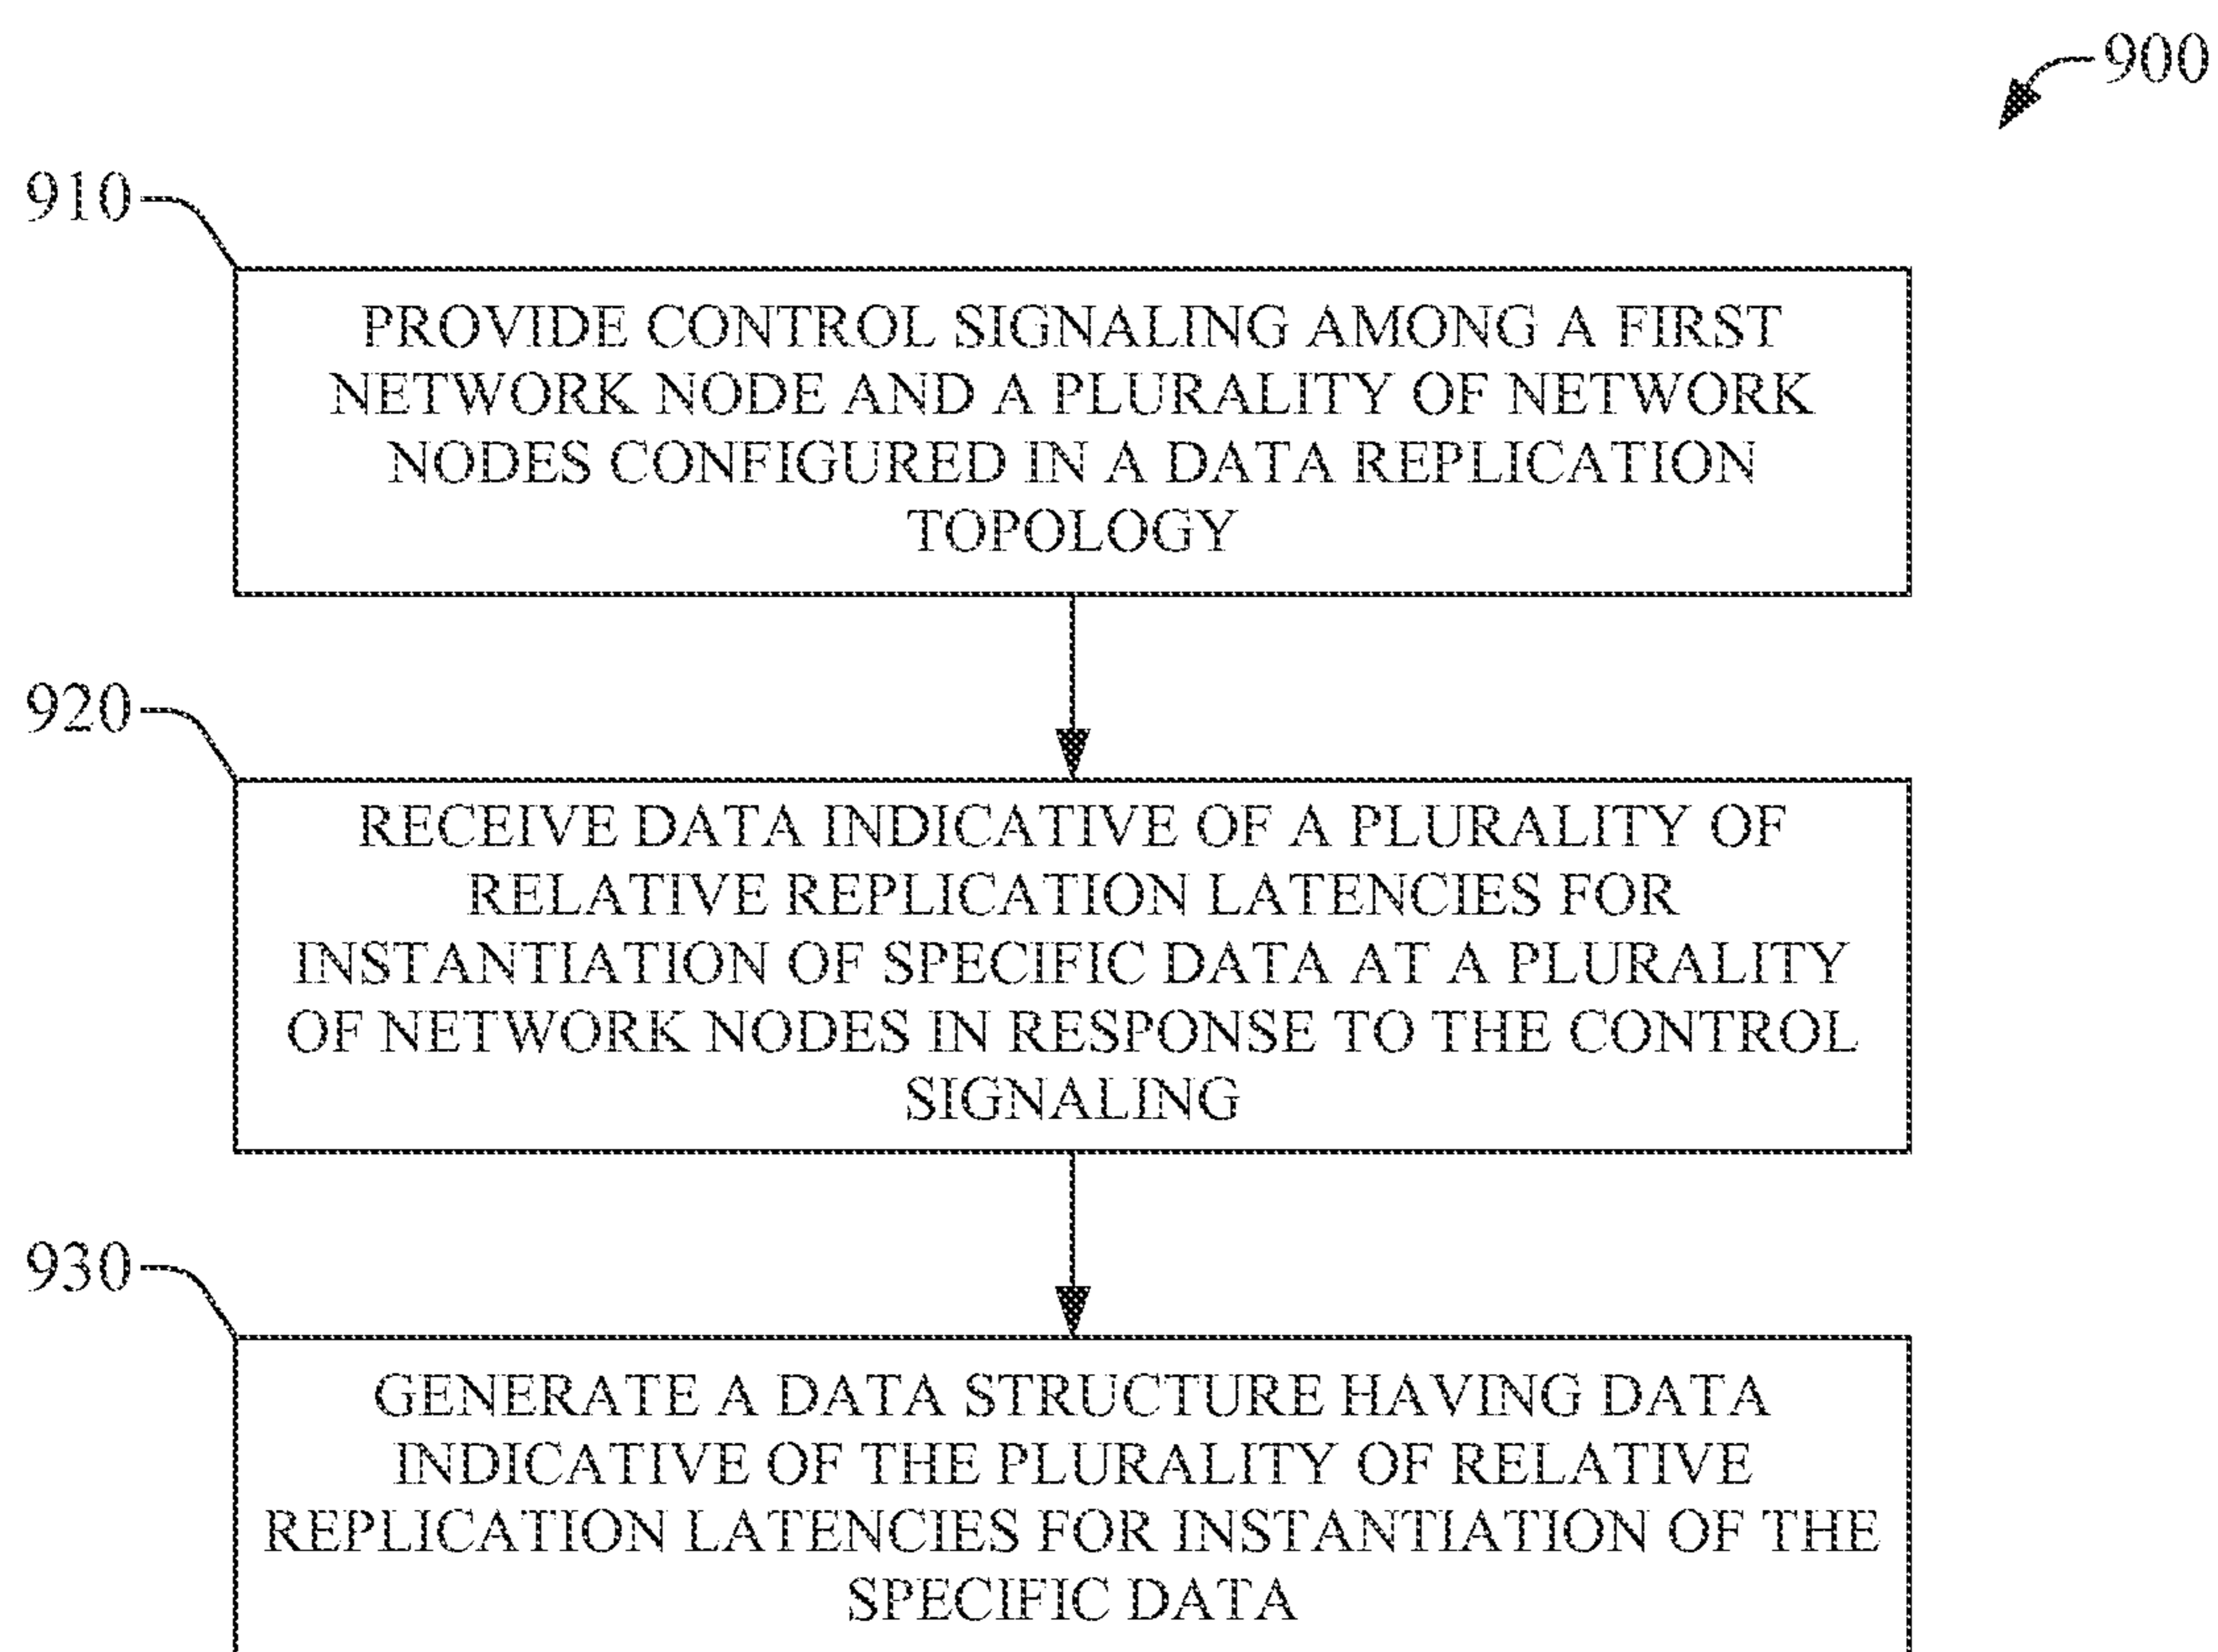 900
910
PROVIDE CONTROL SIGNALING AMONG A FIRST
NETWORK NODE AND A PLURALITY OF NETWORK
NODES CONFIGURED IN A DATA REPLICATION
TOPOLOGY
920
RECEIVE DATA INDICATIVE OF A PLURALITY OF
RELATIVE REPLICATION LATENCIES FOR
INSTANTIATION OF SPECIFIC DATA AT A PLURALITY
OF NETWORK NODES IN RESPONSE TO THE CONTROL
SIGNALING
930
GENERATE A DATA STRUCTURE HAVING DATA
INDICATIVE OF THE PLURALITY OF RELATIVE
REPLICATION LATENCIES FOR INSTANTIATION OF THE
SPECIFIC DATA